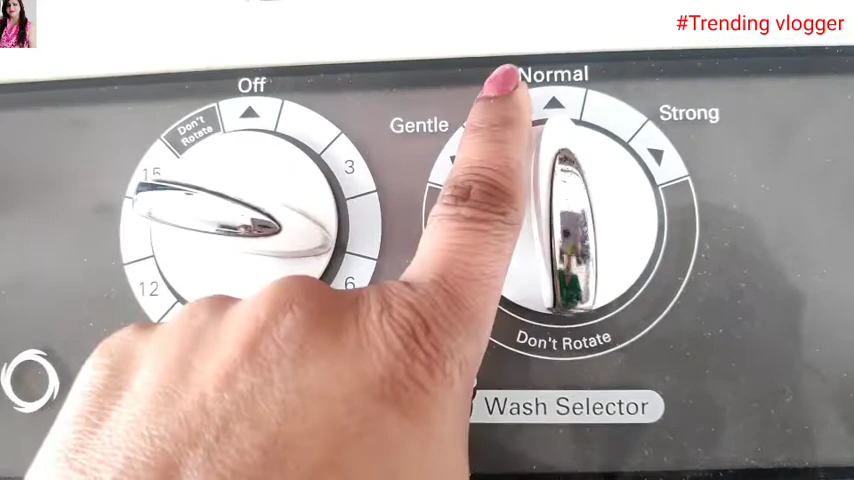 #Trending vlogger
Off
Normal
Don't
Rotate
Gentle
Strong
3
15
12
6
Don't Rotate
Wash Selector